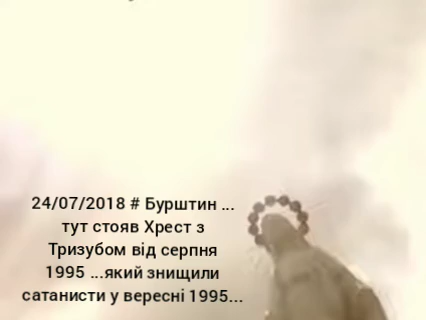 24/07/2018 # Бурштин ...
тут стояв Хрест з
Тризубом від серпня
1995 ...який знищили
сатанисти у вересні 1995...